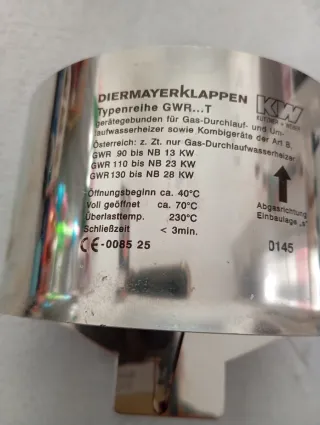 DIERMAYERKLAPPEN
KW
Typenreihe GWR...T
gerätegebunden für Gas-Durchlauf- und Um-
laufwasserheizer sowie Kombigeräte der Art B.
Österreich: z. Zt. nur Gas-Durchlaufwasserheizer
GWR 90 bis NB 13 KW
GWR 110 bis NB 23 KW
GWR 130 bis NB 28 KW
Öffnungsbeginn ca. 40°C
Voll geöffnet ca. 70°C
Überlasttemp. 230°C
Schließzeit < 3min.
CE-0085 25
Abgasrichtung
Einbaulage
D145